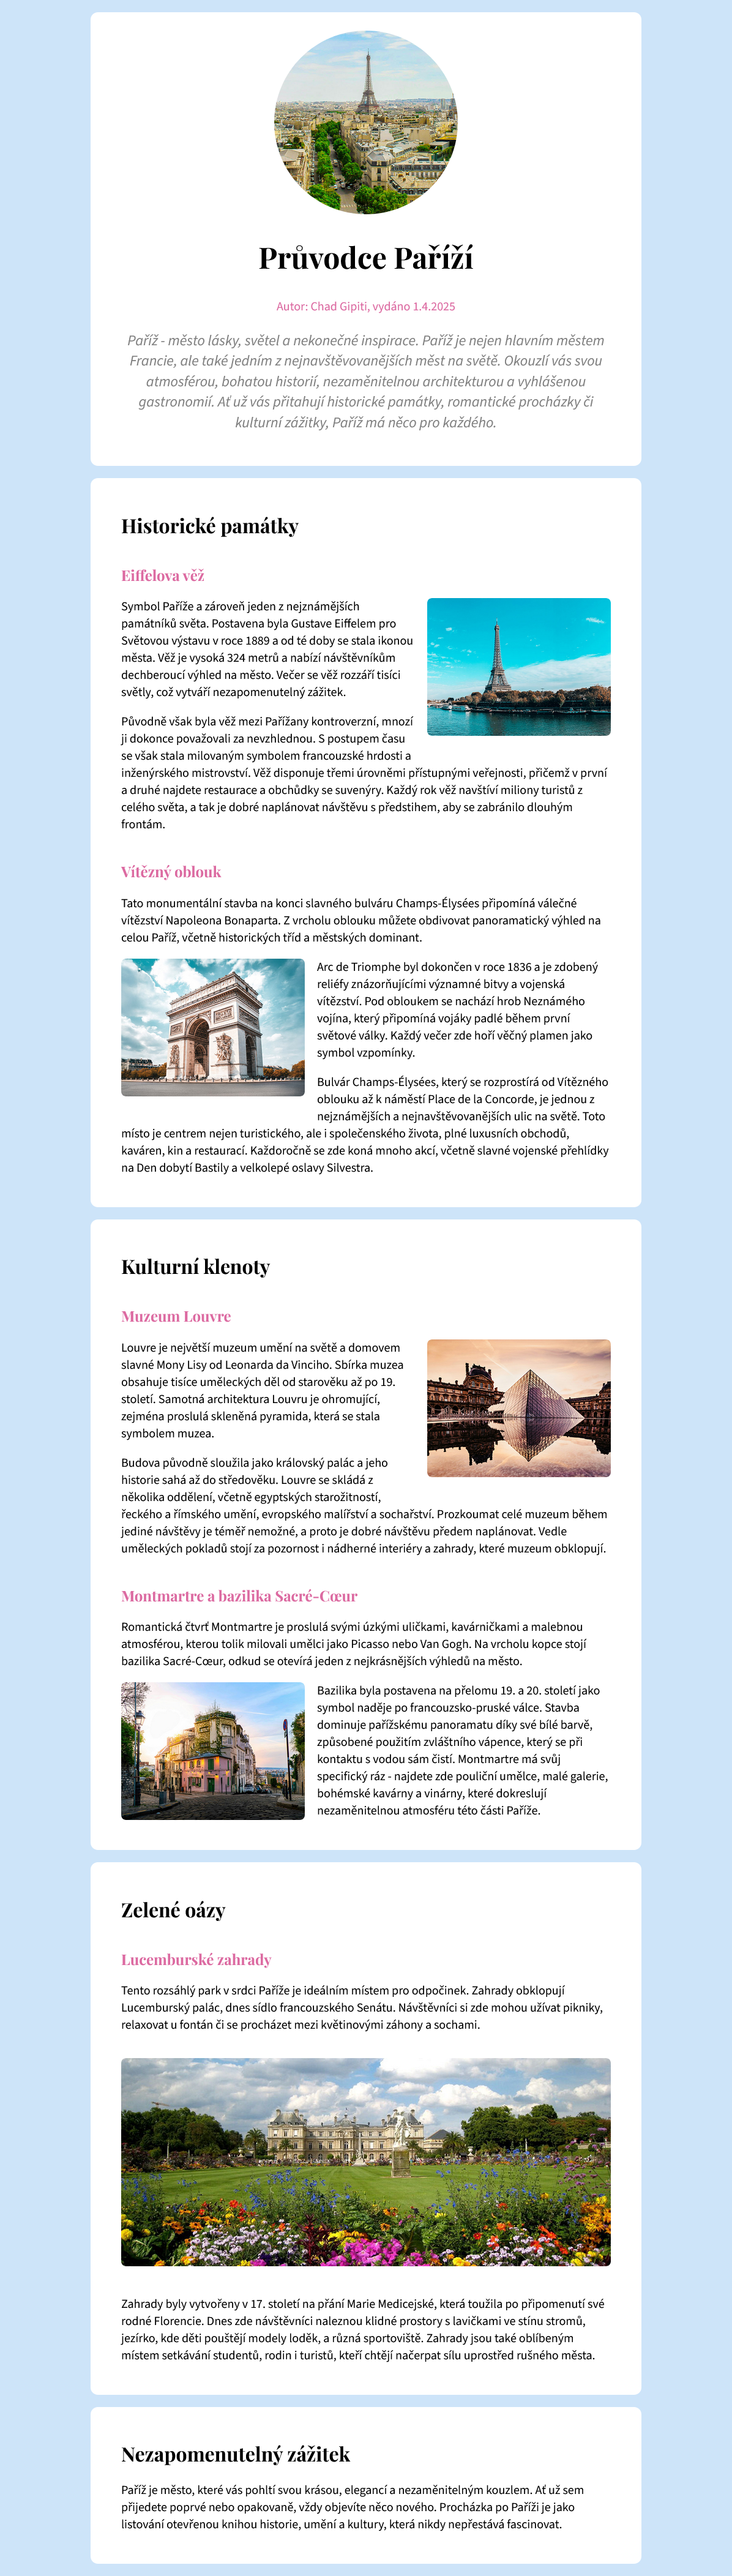 Průvodce Paříží
Autor: Chad Gipiti, vydáno 1.4.2025
Paříž - město lásky, světel a nekonečné inspirace. Paříž je nejen hlavním městem
Francie, ale také jedním z nejnavštěvovanějších měst na světě. Okouzlí vás svou
atmosférou, bohatou historií, nezaměnitelnou architekturou a vyhlášenou
gastronomií. Ať už vás přitahují historické památky, romantické procházky či
kulturní zážitky, Paříž má něco pro každého.
Historické památky
Eiffelova věž
Symbol Paříže a zároveň jeden z nejznámějších
památníků světa. Postavena byla Gustave Eiffelem pro
Světovou výstavu v roce 1889 a od té doby se stala ikonou
města. Věž je vysoká 324 metrů a nabízí návštěvníkům
dechberoucí výhled na město. Večer se věž rozzáří tisíci
světly, což vytváří nezapomenutelný zážitek.
Původně však byla věž mezi Pařížany kontroverzní, mnozí
ji dokonce považovali za nevzhlednou. S postupem času
se však stala milovaným symbolem francouzské hrdosti a
inženýrského mistrovství. Věž disponuje třemi úrovněmi přístupnými veřejnosti, přičemž v první
a druhé najdete restaurace a obchůdky se suvenýry. Každý rok věž navštíví miliony turistů z
celého světa, a tak je dobré naplánovat návštěvu s předstihem, aby se zabránilo dlouhým
frontám.
Vítězný oblouk
Tato monumentální stavba na konci slavného bulváru Champs-Élysées připomíná válečné
vítězství Napoleona Bonaparta. Z vrcholu oblouku můžete obdivovat panoramatický výhled na
celou Paříž, včetně historických tříd a městských dominant.
Arc de Triomphe byl dokončen v roce 1836 a je zdobený
reliéfy znázorňujícími významné bitvy a vojenská
vítězství. Pod obloukem se nachází hrob Neznámého
vojína, který připomíná vojáky padlé během první
světové války. Každý večer zde hoří věčný plamen jako
symbol vzpomínky.
Bulvár Champs-Élysées, který se rozprostírá od Vítězného
oblouku až k náměstí Place de la Concorde, je jednou z
nejznámějších a nejnavštěvovanějších ulic na světě. Toto
místo je centrem nejen turistického, ale i společenského života, plné luxusních obchodů,
kaváren, kin a restaurací. Každoročně se zde koná mnoho akcí, včetně slavné vojenské přehlídky
na Den dobytí Bastily a velkolepé oslavy Silvestra.
Kulturní klenoty
Muzeum Louvre
Louvre je největší muzeum umění na světě a domovem
slavné Mony Lisy od Leonarda da Vinciho. Sbírka muzea
obsahuje tisíce uměleckých děl od starověku až po 19.
století. Samotná architektura Louvru je ohromující,
zejména proslulá skleněná pyramida, která se stala
symbolem muzea.
Budova původně sloužila jako královský palác a jeho
historie sahá až do středověku. Louvre se skládá z
několika oddělení, včetně egyptských starožitností,
řeckého a římského umění, evropského malířství a sochařství. Prozkoumat celé muzeum během
jediné návštěvy je téměř nemožné, a proto je dobré návštěvu předem naplánovat. Vedle
uměleckých pokladů stojí za pozornost i nádherné interiéry a zahrady, které muzeum obklopují.
Montmartre a bazilika Sacré-Cœur
Romantická čtvrť Montmartre je proslulá svými úzkými uličkami, kavárničkami a malebnou
atmosférou, kterou tolik milovali umělci jako Picasso nebo Van Gogh. Na vrcholu kopce stojí
bazilika Sacré-Cœur, odkud se otevírá jeden z nejkrásnějších výhledů na město.
Bazilika byla postavena na přelomu 19. a 20. století jako
symbol naděje po francouzsko-pruské válce. Stavba
dominuje pařížskému panoramatu díky své bílé barvě,
způsobené použitím zvláštního vápence, který se při
kontaktu s vodou sám čistí. Montmartre má svůj
specifický ráz - najdete zde pouliční umělce, malé galerie,
bohémské kavárny a vinárny, které dokreslují
nezaměnitelnou atmosféru této části Paříže.
Zelené oázy
Lucemburské zahrady
Tento rozsáhlý park v srdci Paříže je ideálním místem pro odpočinek. Zahrady obklopují
Lucemburský palác, dnes sídlo francouzského Senátu. Návštěvníci si zde mohou užívat pikniky,
relaxovat u fontán či se procházet mezi květinovými záhony a sochami.
Zahrady byly vytvořeny v 17. století na přání Marie Medicejské, která toužila po připomenutí své
rodné Florencie. Dnes zde návštěvníci naleznou klidné prostory s lavičkami ve stínu stromů,
jezírko, kde děti pouštějí modely loděk, a různá sportoviště. Zahrady jsou také oblíbeným
místem setkávání studentů, rodin i turistů, kteří chtějí načerpat sílu uprostřed rušného města.
Nezapomenutelný zážitek
Paříž je město, které vás pohltí svou krásou, elegancí a nezaměnitelným kouzlem. Ať už sem
přijedete poprvé nebo opakovaně, vždy objevíte něco nového. Procházka po Paříži je jako
listování otevřenou knihou historie, umění a kultury, která nikdy nepřestává fascinovat.